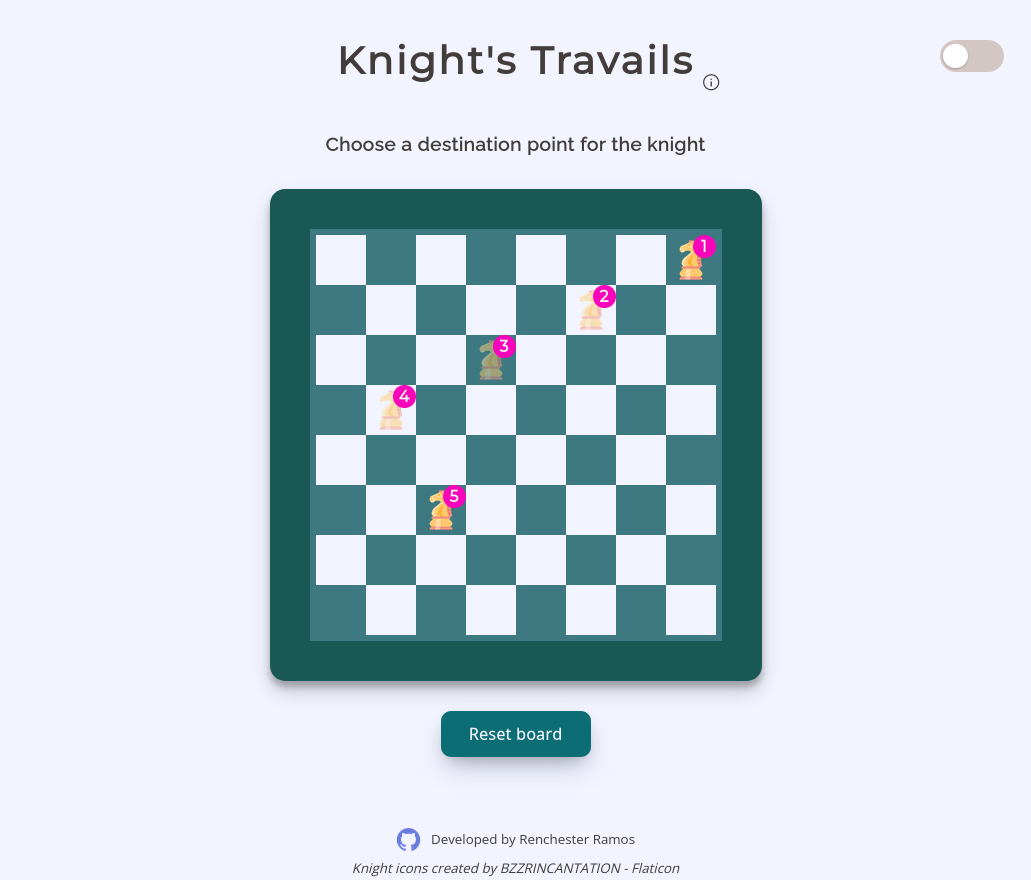 Knight's Travails
Choose a destination point for the knight
1
2
3
4
5
Reset board
Developed by Renchester Ramos
Knight icons created by BZZRINCANTATION - Flaticon